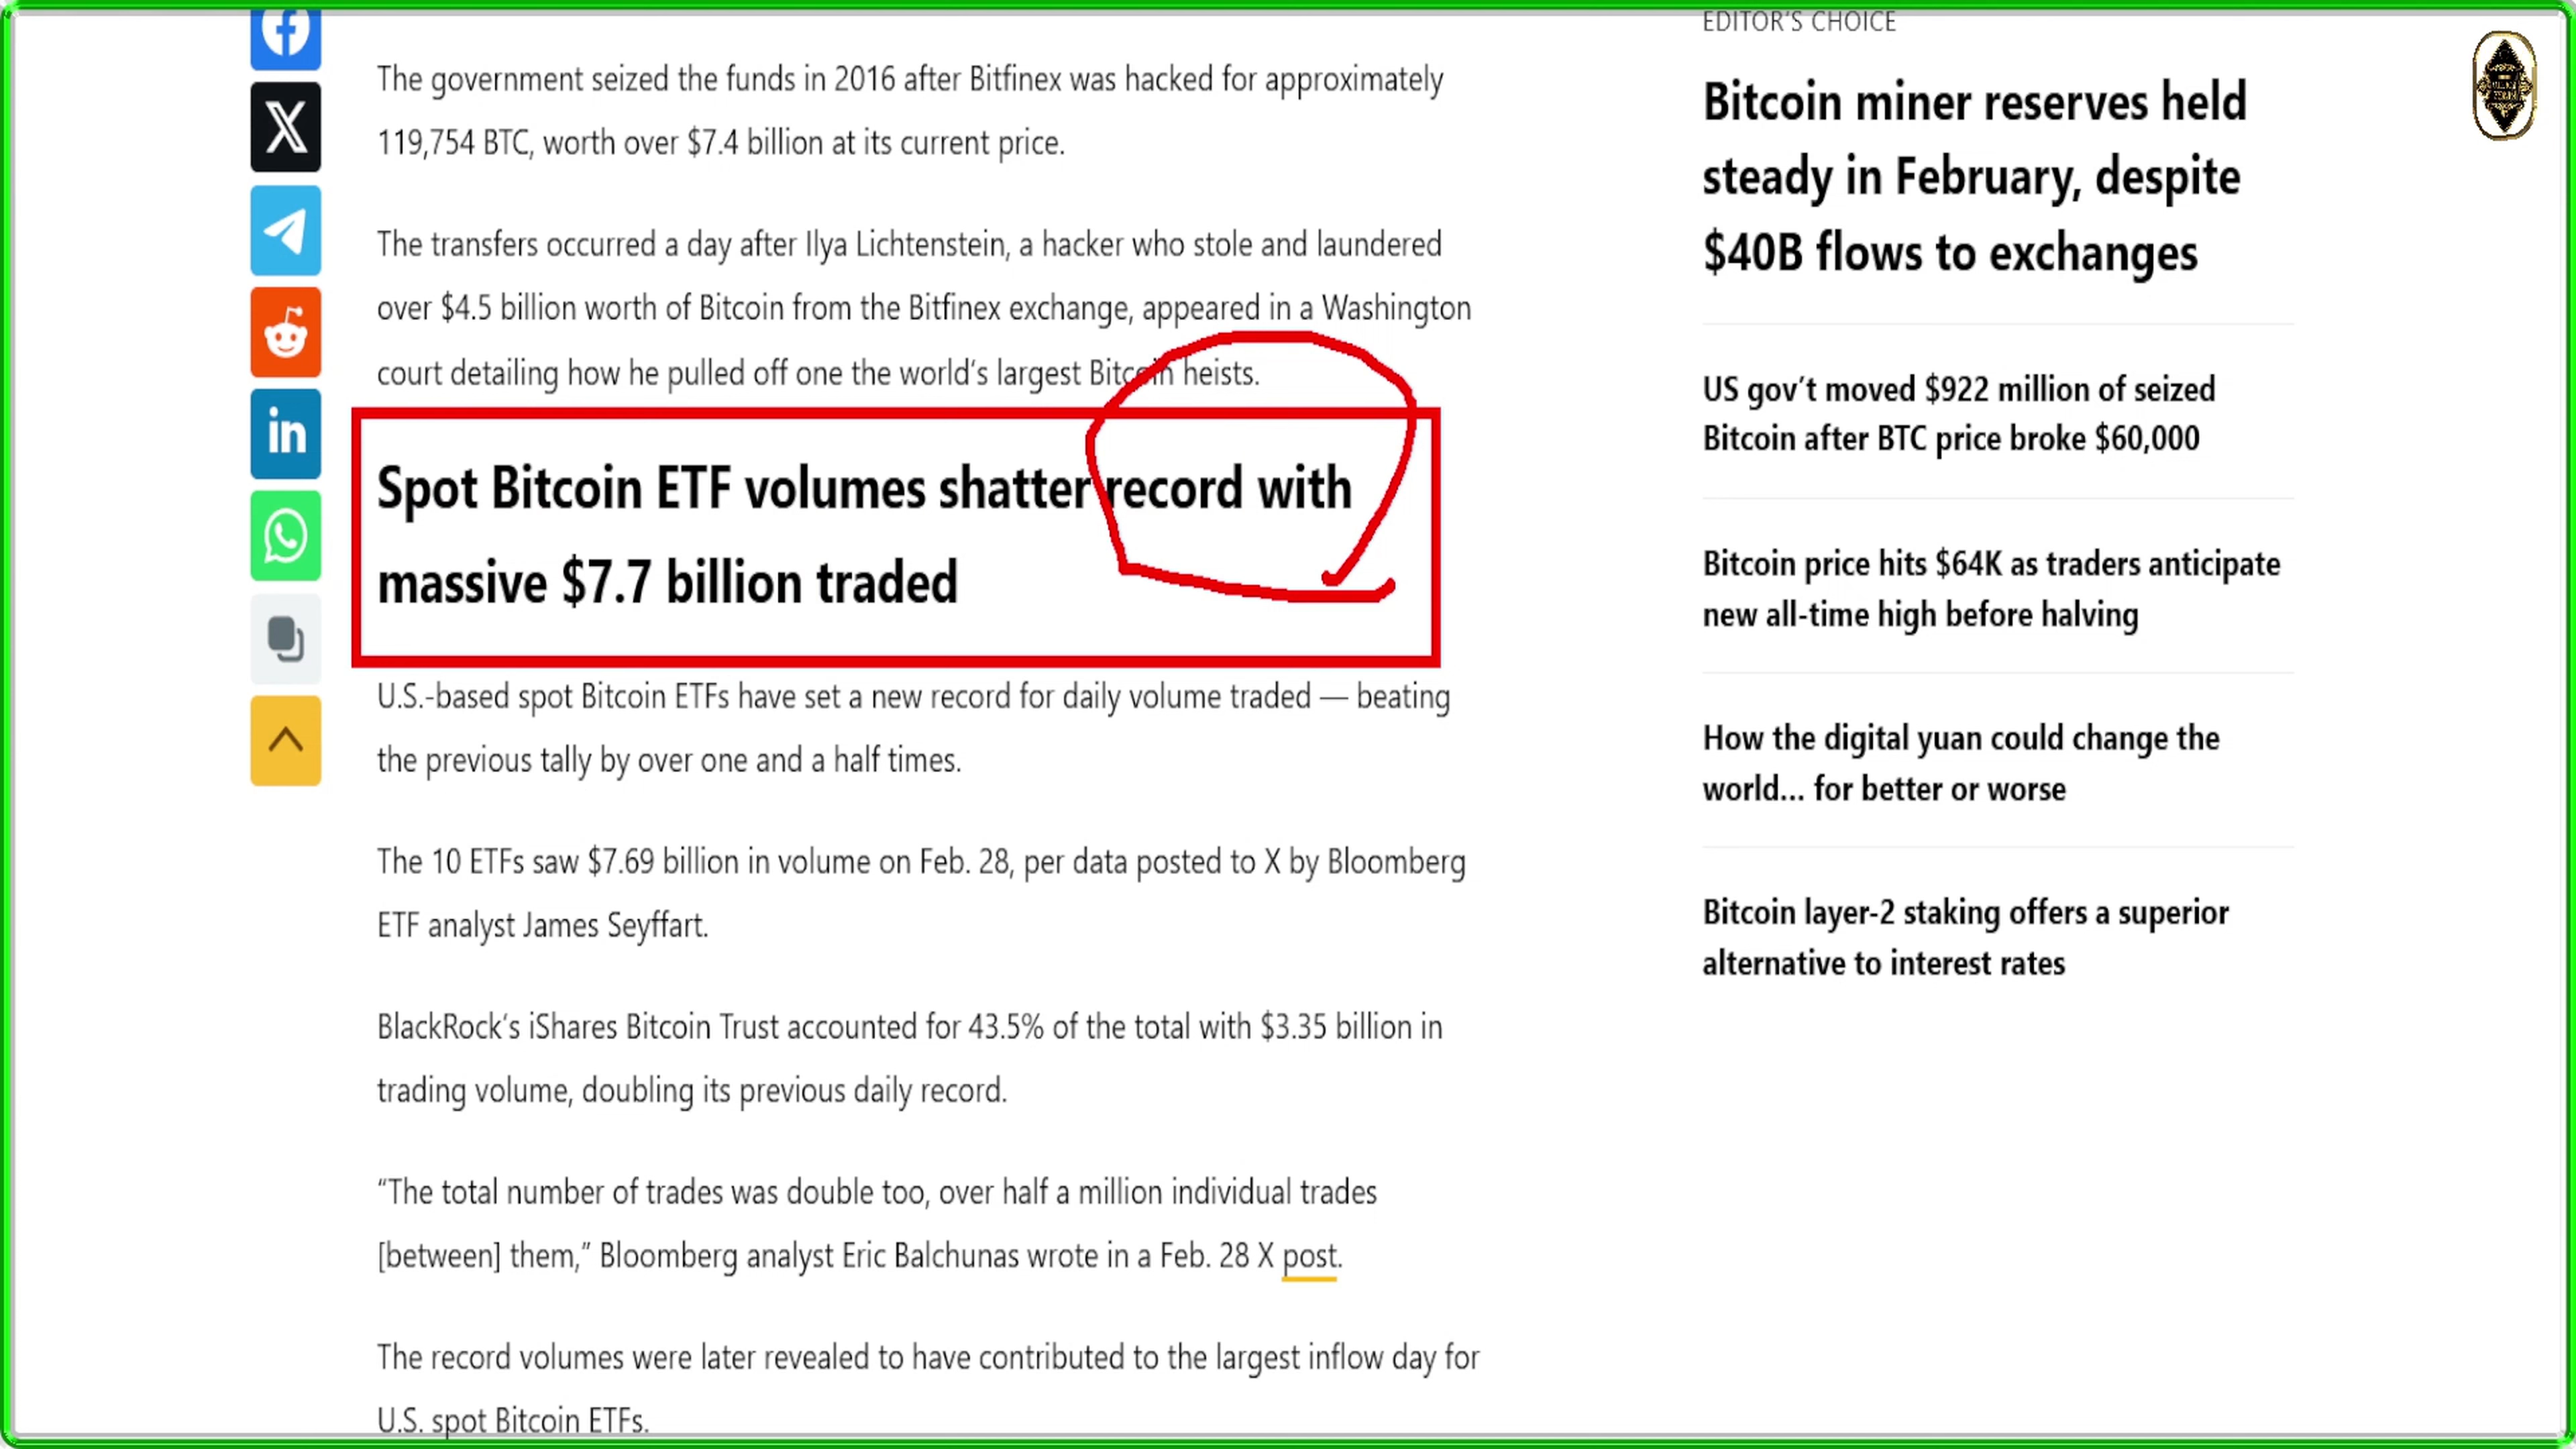 The government seized the funds in 2016 after Bitfinex was hacked for approximately
119,754 BTC, worth over $7.4 billion at its current price.
The transfers occurred a day after Ilya Lichtenstein, a hacker who stole and laundered
over $4.5 billion worth of Bitcoin from the Bitfinex exchange, appeared in a Washington
court detailing how he pulled off one the world's largest Bitcoin heists.
Spot Bitcoin ETF volumes shatter record with
massive $7.7 billion traded
U.S.-based spot Bitcoin ETFs have set a new record for daily volume traded — beating
the previous tally by over one and a half times.
The 10 ETFs saw $7.69 billion in volume on Feb. 28, per data posted to X by Bloomberg
ETF analyst James Seyffart.
BlackRock's iShares Bitcoin Trust accounted for 43.5% of the total with $3.35 billion in
trading volume, doubling its previous daily record.
“The total number of trades was double too, over half a million individual trades
[between] them,” Bloomberg analyst Eric Balchunas wrote in a Feb. 28 X post.
The record volumes were later revealed to have contributed to the largest inflow day for
U.S. spot Bitcoin ETFs.
EDITOR'S CHOICE
Bitcoin miner reserves held
steady in February, despite
$40B flows to exchanges
US gov't moved $922 million of seized
Bitcoin after BTC price broke $60,000
Bitcoin price hits $64K as traders anticipate
new all-time high before halving
How the digital yuan could change the
world... for better or worse
Bitcoin layer-2 staking offers a superior
alternative to interest rates